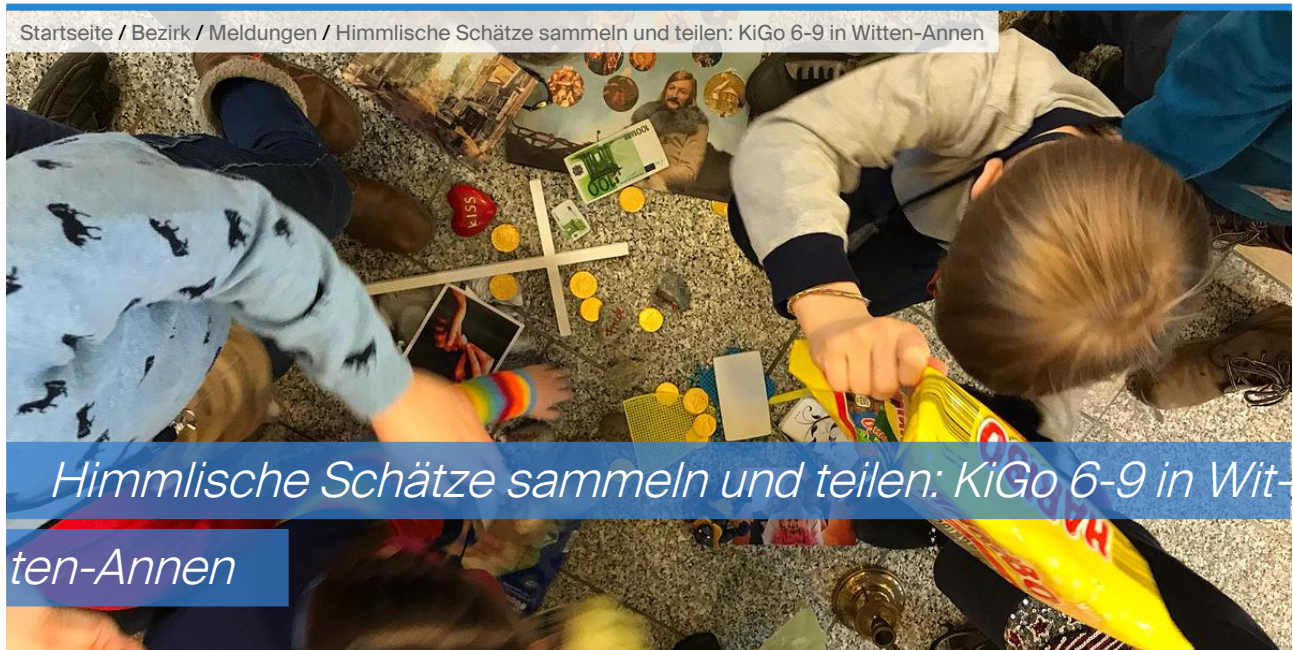 Startseite / Bezirk / Meldungen / Himmlische Schätze sammeln und teilen: KiGo 6-9 in Witten-Annen
100
100
KISS
HARIBO
Himmlische Schätze sammeln und teilen: KiGo 6-9 in Wit-
ten-Annen